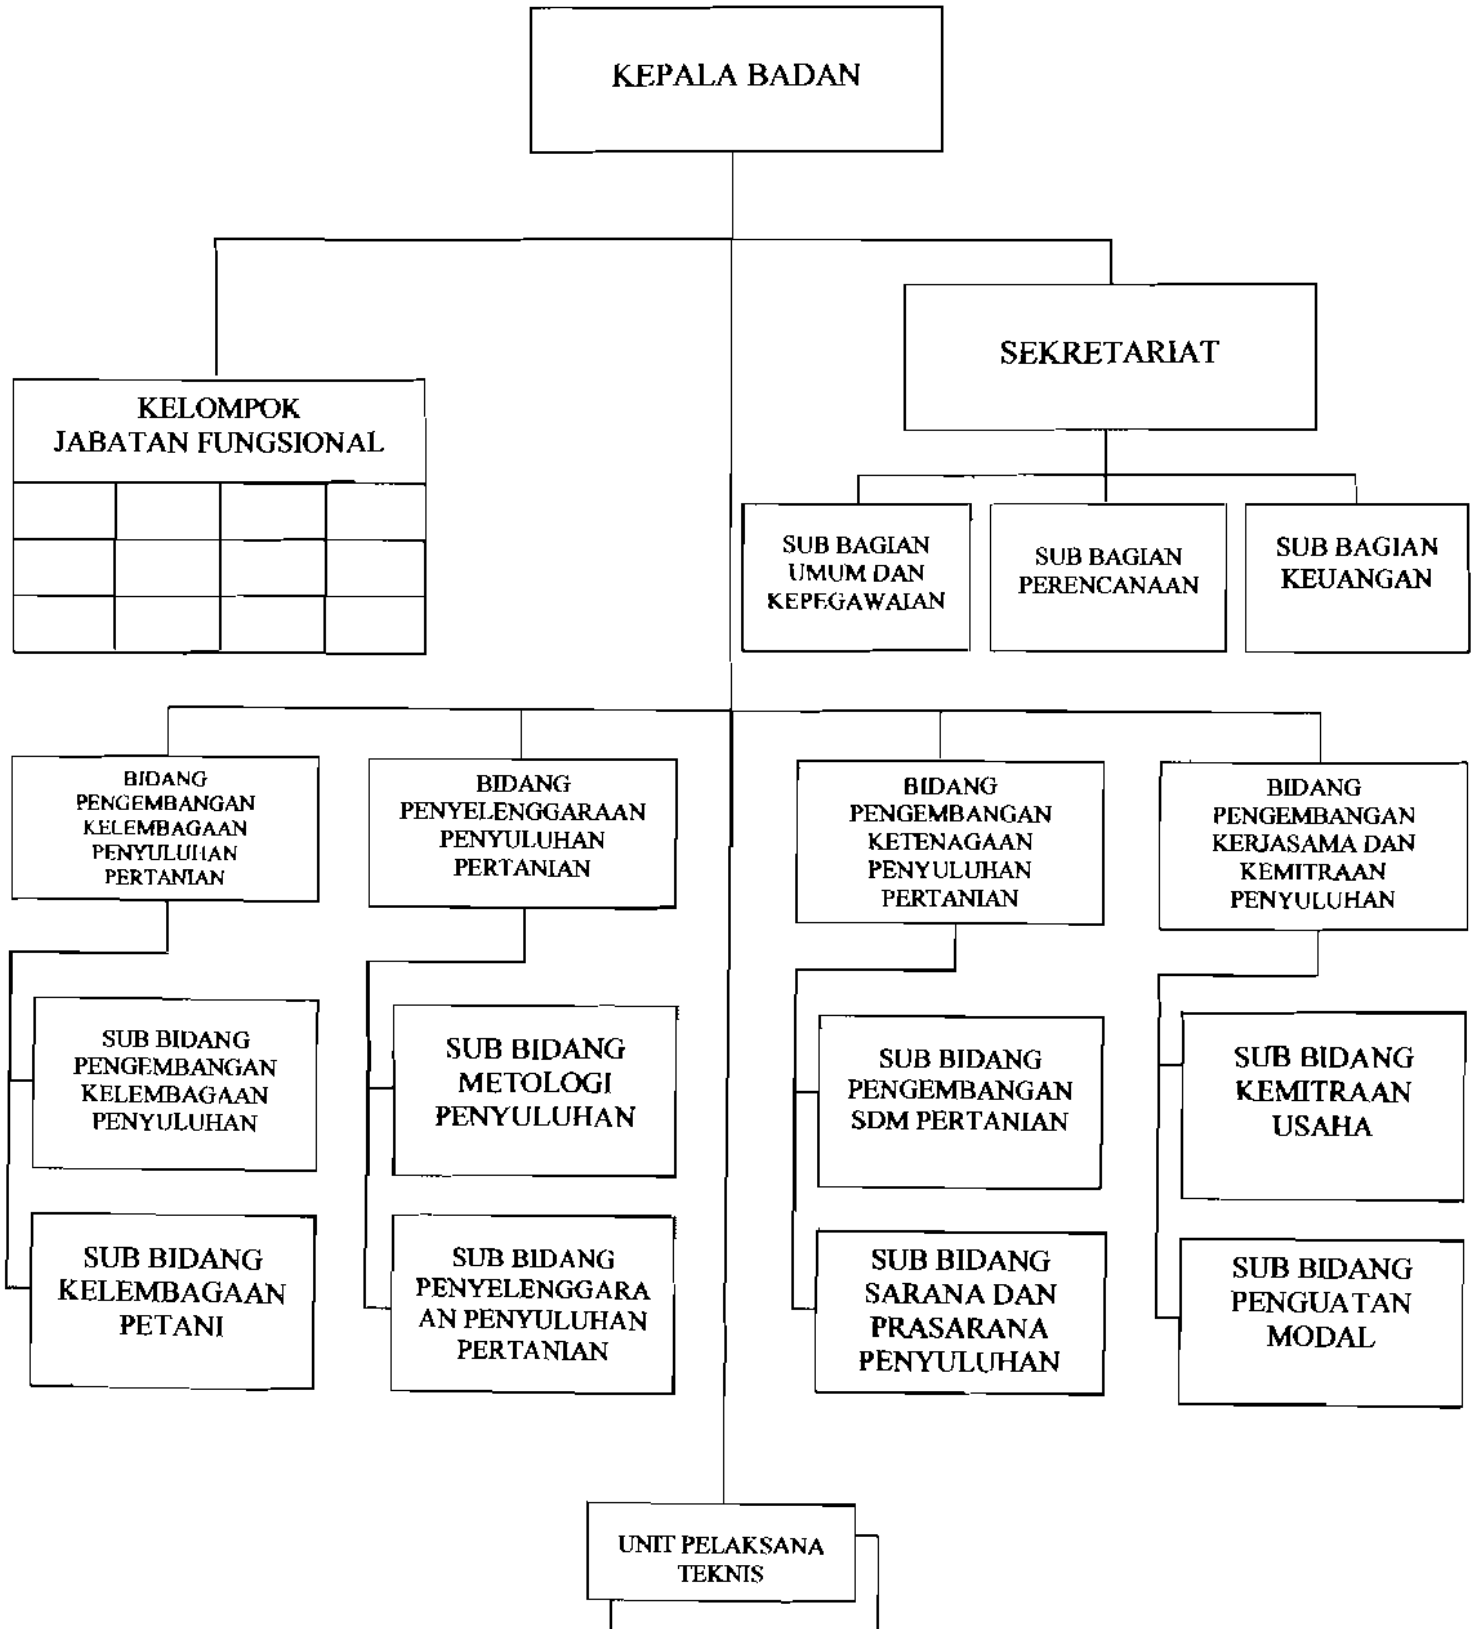 KEPALA BADAN
SEKRETARIAT
KELOMPOK
JABATAN FUNGSIONAL
SUB BAGIAN
UMUM DAN
KEPEGAWAIAN
SUB BAGIAN
PERENCANAAN
SUB BAGIAN
KEUANGAN
BIDANG
PENGEMBANGAN
KELEMBAGAAN
PENYULUHAN
PERTANIAN
BIDANG
PENYELENGGARAAN
PENYULUHAN
PERTANIAN
BIDANG
PENGEMBANGAN
KETENAGAAN
PENYULUHAN
PERTANIAN
BIDANG
PENGEMBANGAN
KERJASAMA DAN
KEMITRAAN
PENYULUHAN
SUB BIDANG
PENGEMBANGAN
KELEMBAGAAN
PENYULUHAN
SUB BIDANG
METOLOGI
PENYULUHAN
SUB BIDANG
PENGEMBANGAN
SDM PERTANIAN
SUB BIDANG
KEMITRAAN
USAHA
SUB BIDANG
KELEMBAGAAN
PETANI
SUB BIDANG
PENYELENGGARA
AN PENYULUHAN
PERTANIAN
SUB BIDANG
SARANA DAN
PRASARANA
PENYULUHAN
SUB BIDANG
PENGUATAN
MODAL
UNIT PELAKSANA
TEKNIS